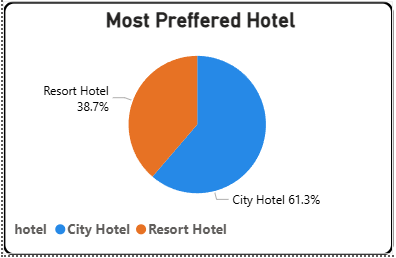 Most Preffered Hotel
Resort Hotel
38.7%
City Hotel 61.3%
hotel City Hotel Resort Hotel